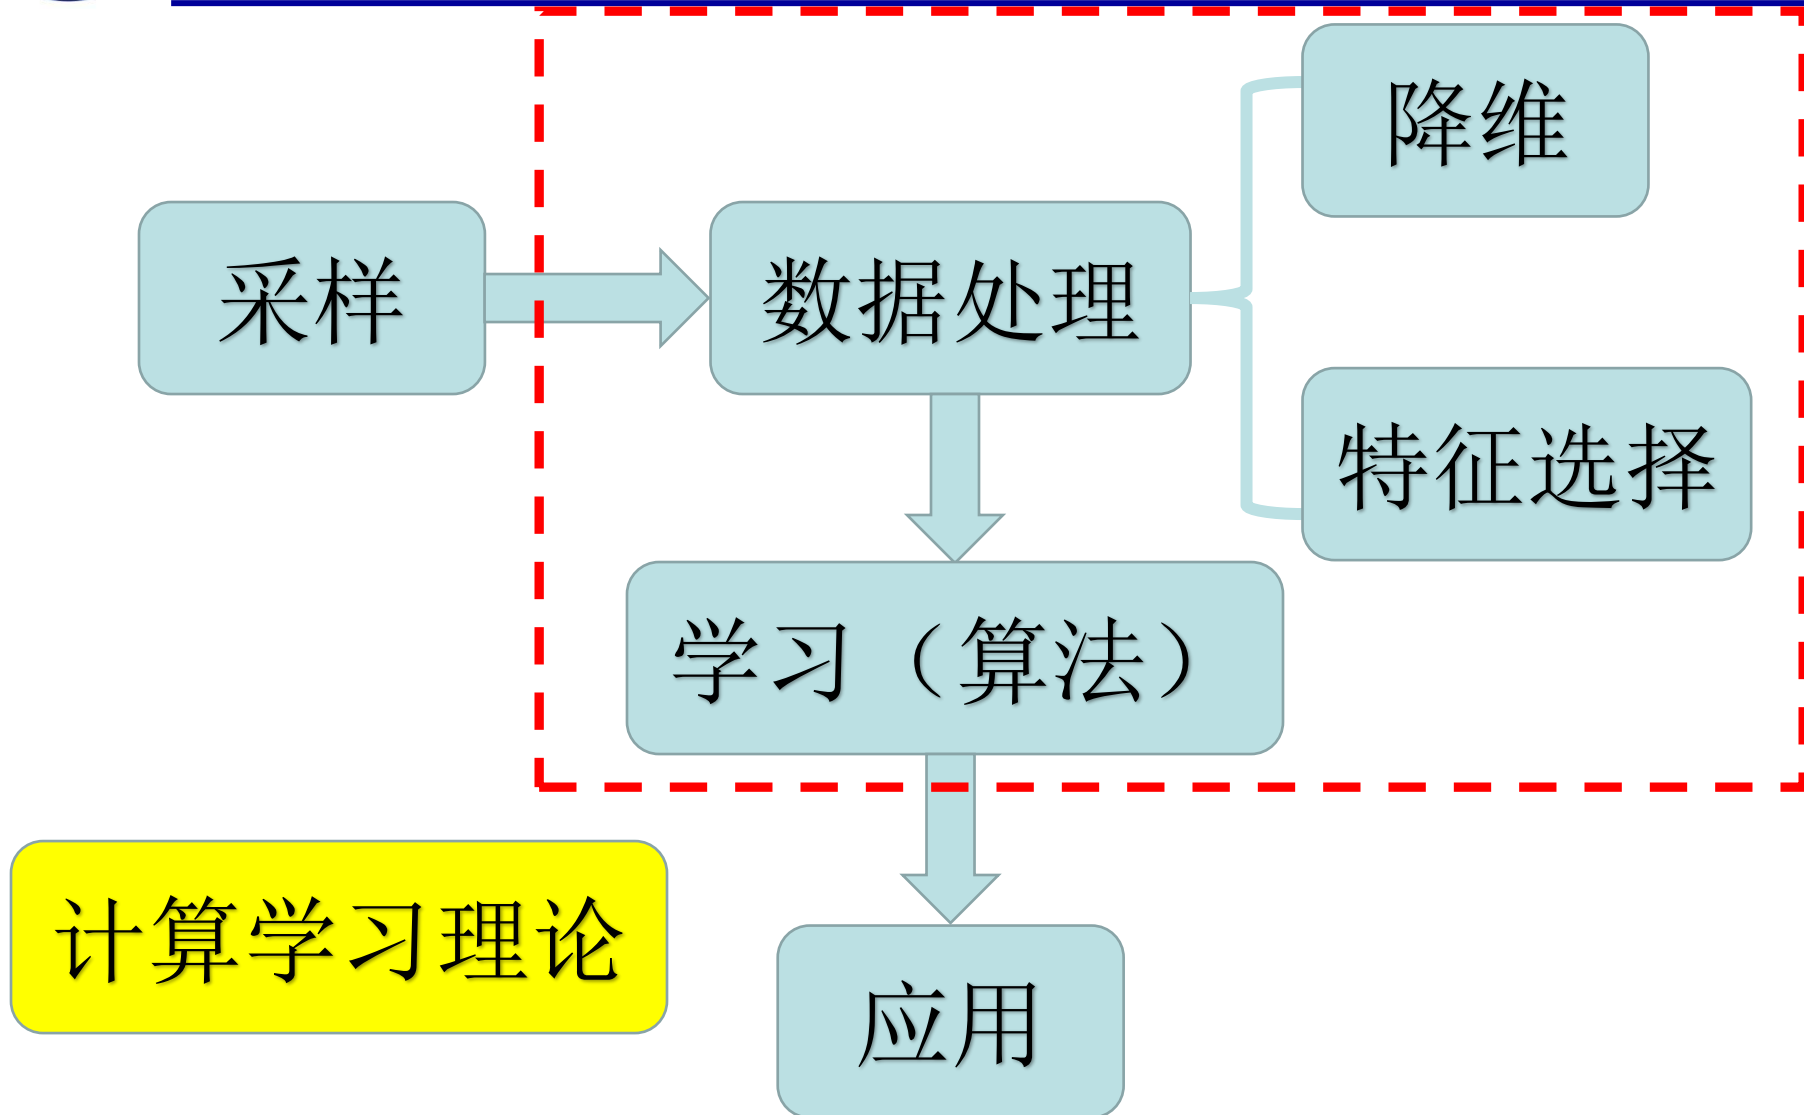 降维
采样
数据处理
特征选择
学习（算法）
计算学习理论
应用